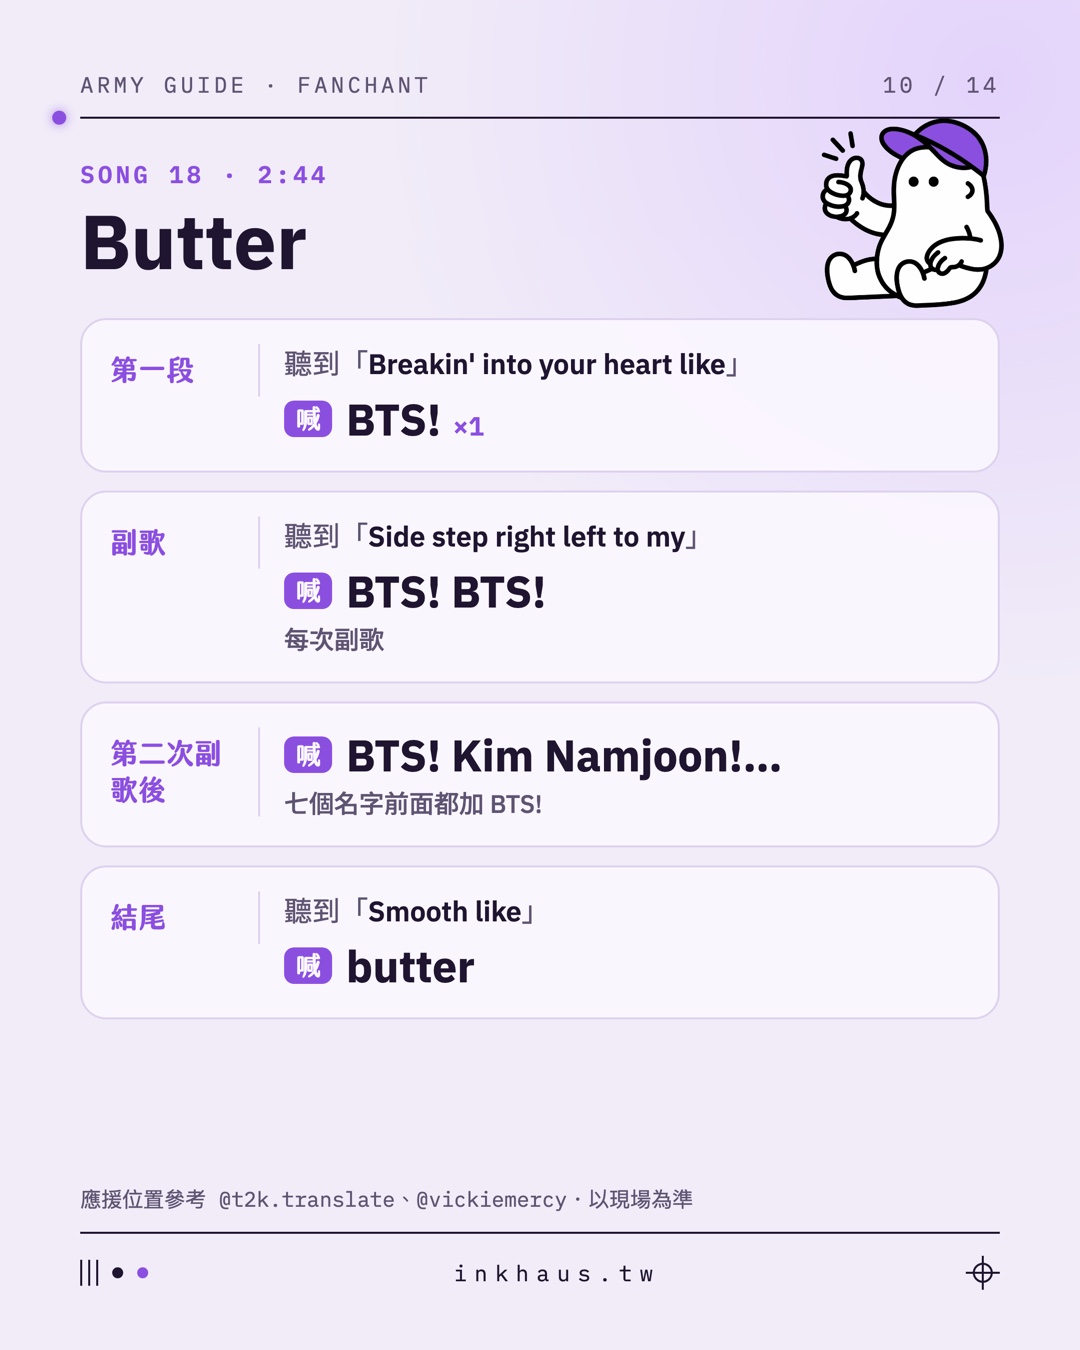 ARMY GUIDE · FANCHANT
10 / 14
SONG 18 · 2:44
Butter
第一段
聽到「Breakin' into your heart like」
喊 BTS! ×1
副歌
聽到「Side step right left to my」
喊 BTS! BTS!
每次副歌
第二次副
歌後
喊 BTS! Kim Namjoon!...
七個名字前面都加 BTS!
結尾
聽到「Smooth like」
喊 butter
應援位置參考 @t2k.translate、@vickiemercy · 以現場為準
inkhaus.tw